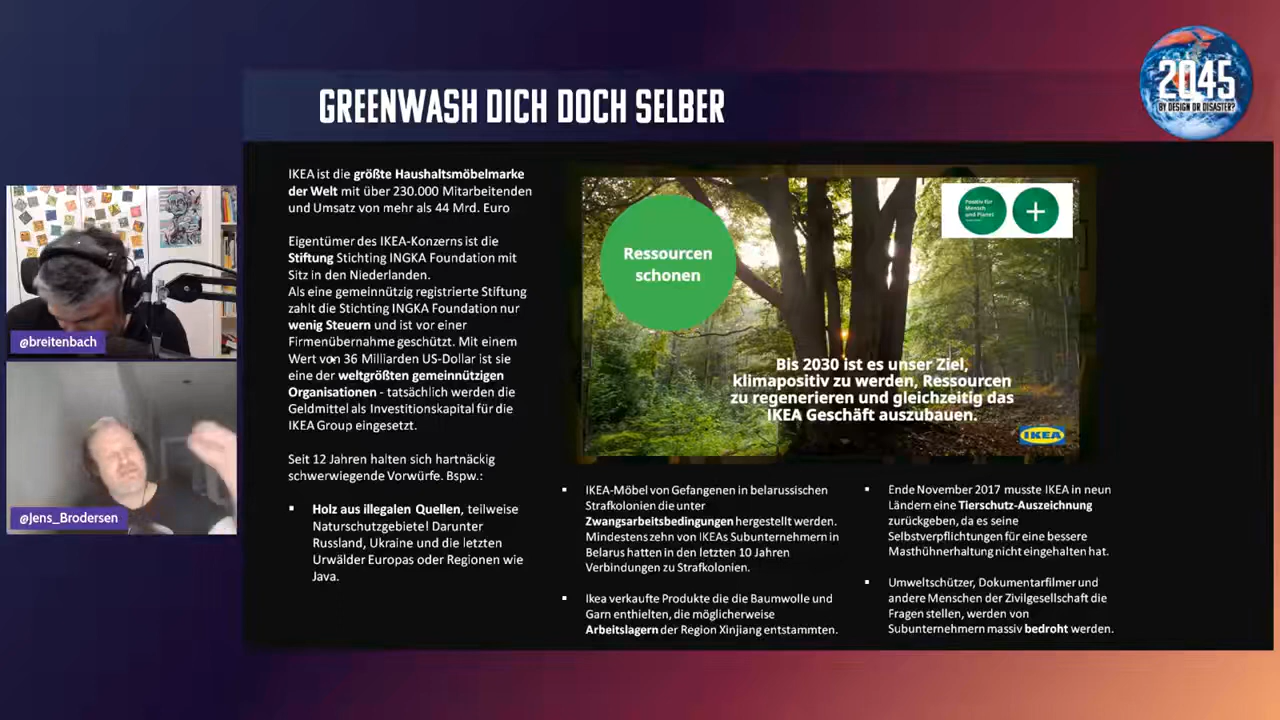 GREENWASH DICH DOCH SELBER
2045
BY DESIGN OR DISASTER?
IKEA ist die größte Haushaltsmöbelmarke
der Welt mit über 230.000 Mitarbeitenden
und Umsatz von mehr als 44 Mrd. Euro
Eigentümer des IKEA-Konzerns ist die
Stiftung Stichting INGKA Foundation mit
Sitz in den Niederlanden.
Als eine gemeinnützig registrierte Stiftung
zahlt die Stichting INGKA Foundation nur
wenig Steuern und ist vor einer
Firmenübernahme geschützt. Mit einem
Wert von 36 Milliarden US-Dollar ist sie
eine der weltgrößten gemeinnützigen
Organisationen - tatsächlich werden die
Geldmittel als Investitionskapital für die
IKEA Group eingesetzt.
Seit 12 Jahren halten sich hartnäckig
schwerwiegende Vorwürfe. Bspw.:
▪ Holz aus illegalen Quellen, teilweise
Naturschutzgebiete! Darunter
Russland, Ukraine und die letzten
Urwälder Europas oder Regionen wie
Java.
Ressourcen
schonen
Positiv für
Mensch
und Planet
+
Bis 2030 ist es unser Ziel,
klimapositiv zu werden, Ressourcen
zu regenerieren und gleichzeitig das
IKEA Geschäft auszubauen.
IKEA
▪ IKEA-Möbel von Gefangenen in belarussischen
Strafkolonien die unter
Zwangsarbeitsbedingungen hergestellt werden.
Mindestens zehn von IKEAs Subunternehmern in
Belarus hatten in den letzten 10 Jahren
Verbindungen zu Strafkolonien.
▪ Ikea verkaufte Produkte die die Baumwolle und
Garn enthielten, die möglicherweise
Arbeitslagern der Region Xinjiang entstammten.
▪ Ende November 2017 musste IKEA in neun
Ländern eine Tierschutz-Auszeichnung
zurückgeben, da es seine
Selbstverpflichtungen für eine bessere
Masthühnerhaltung nicht eingehalten hat.
▪ Umweltschützer, Dokumentarfilmer und
andere Menschen der Zivilgesellschaft die
Fragen stellen, werden von
Subunternehmern massiv bedroht werden.
@breitenbach
@Jens_Brodersen